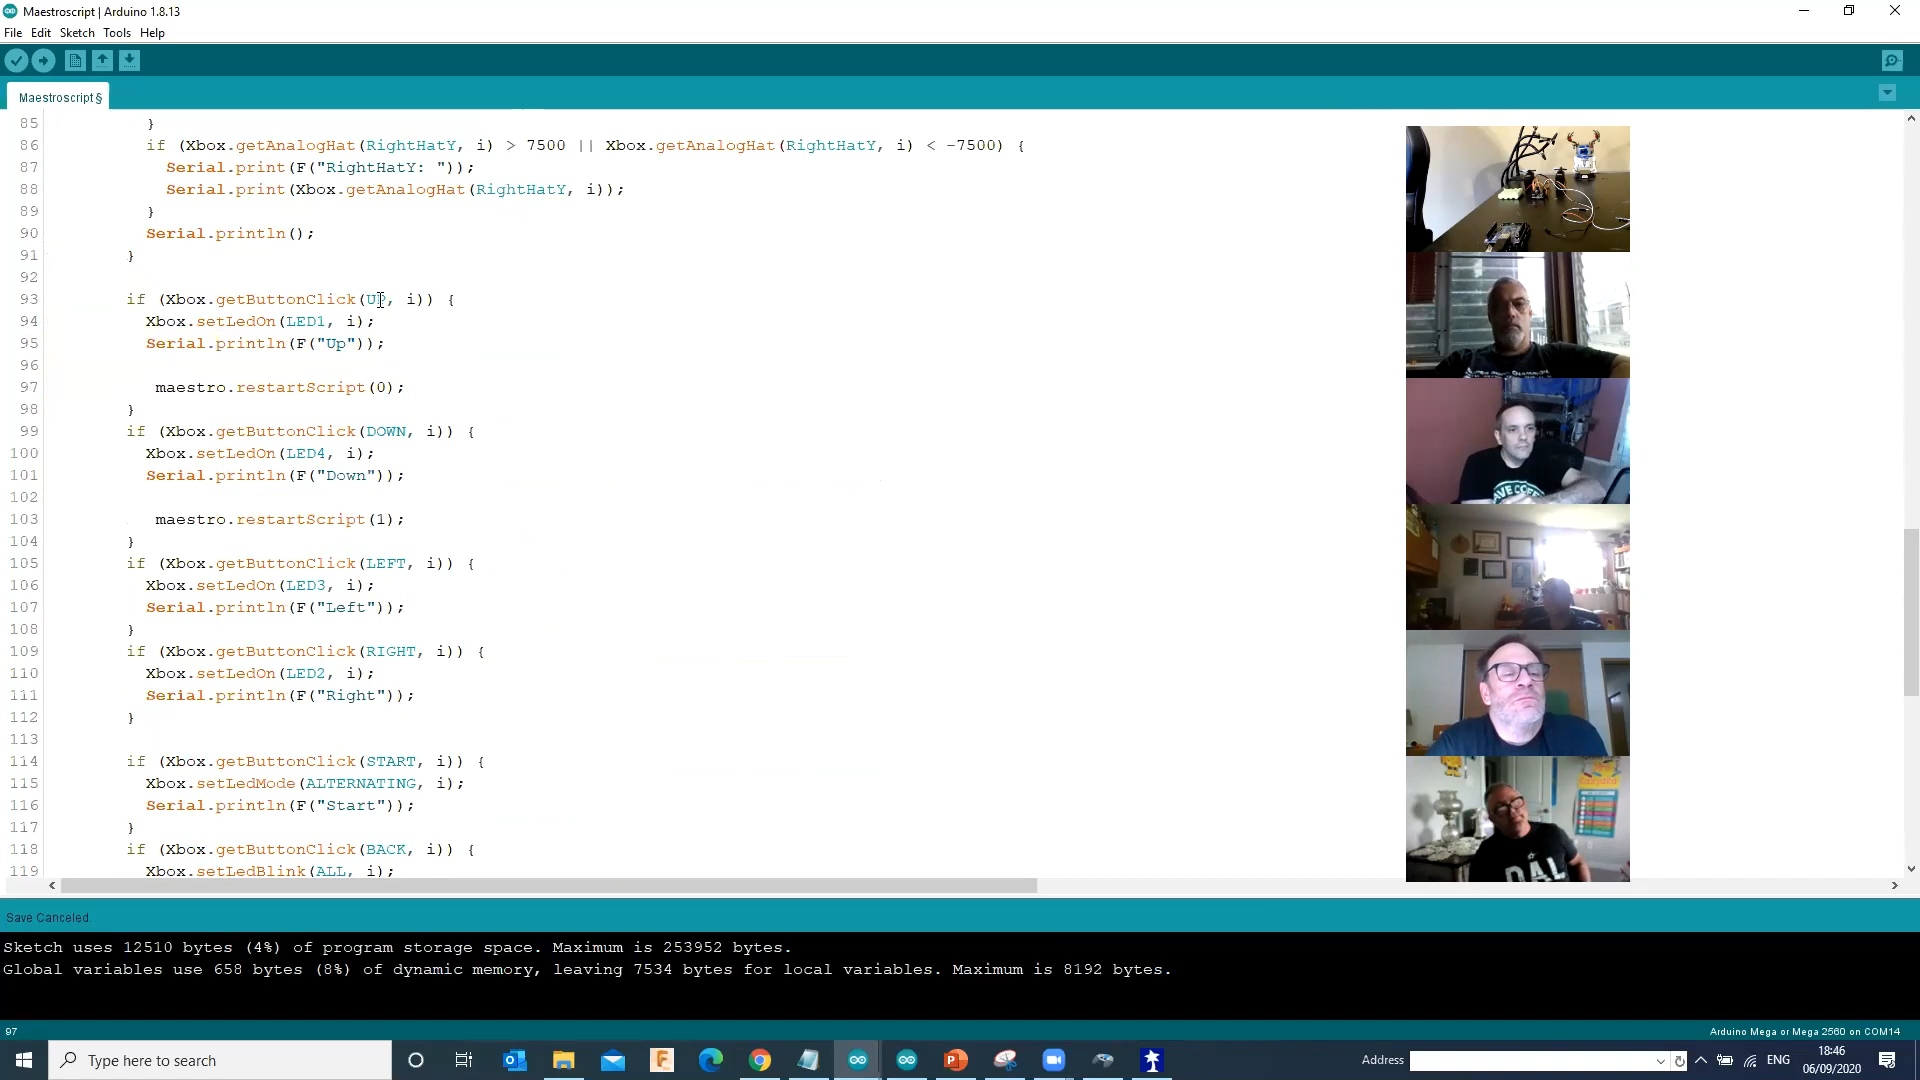 Maestroscript | Arduino 1.8.13
File Edit Sketch Tools Help
Maestroscript §
85 }
86 if (Xbox.getAnalogHat(RightHatY, i) > 7500 || Xbox.getAnalogHat(RightHatY, i) < -7500) {
87 Serial.print(F("RightHatY: "));
88 Serial.print(Xbox.getAnalogHat(RightHatY, i));
89 }
90 Serial.println();
91 }
92
93 if (Xbox.getButtonClick(UP, i)) {
94 Xbox.setLedOn(LED1, i);
95 Serial.println(F("Up"));
96
97 maestro.restartScript(0);
98 }
99 if (Xbox.getButtonClick(DOWN, i)) {
100 Xbox.setLedOn(LED4, i);
101 Serial.println(F("Down"));
102
103 maestro.restartScript(1);
104 }
105 if (Xbox.getButtonClick(LEFT, i)) {
106 Xbox.setLedOn(LED3, i);
107 Serial.println(F("Left"));
108 }
109 if (Xbox.getButtonClick(RIGHT, i)) {
110 Xbox.setLedOn(LED2, i);
111 Serial.println(F("Right"));
112 }
113
114 if (Xbox.getButtonClick(START, i)) {
115 Xbox.setLedMode(ALTERNATING, i);
116 Serial.println(F("Start"));
117 }
118 if (Xbox.getButtonClick(BACK, i)) {
119 Xbox.setLedBlink(ALL, i);
Save Canceled.
Sketch uses 12510 bytes (4%) of program storage space. Maximum is 253952 bytes.
Global variables use 658 bytes (8%) of dynamic memory, leaving 7534 bytes for local variables. Maximum is 8192 bytes.
97
Arduino Mega or Mega 2560 on COM14
Type here to search
Address
ENG
18:46
06/09/2020